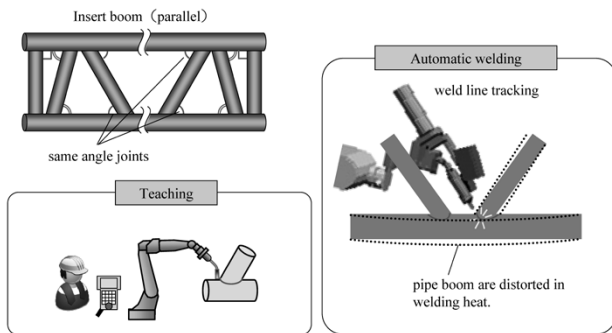 Insert boom（parallel）
same angle joints
Teaching
Automatic welding
weld line tracking
pipe boom are distorted in
welding heat.